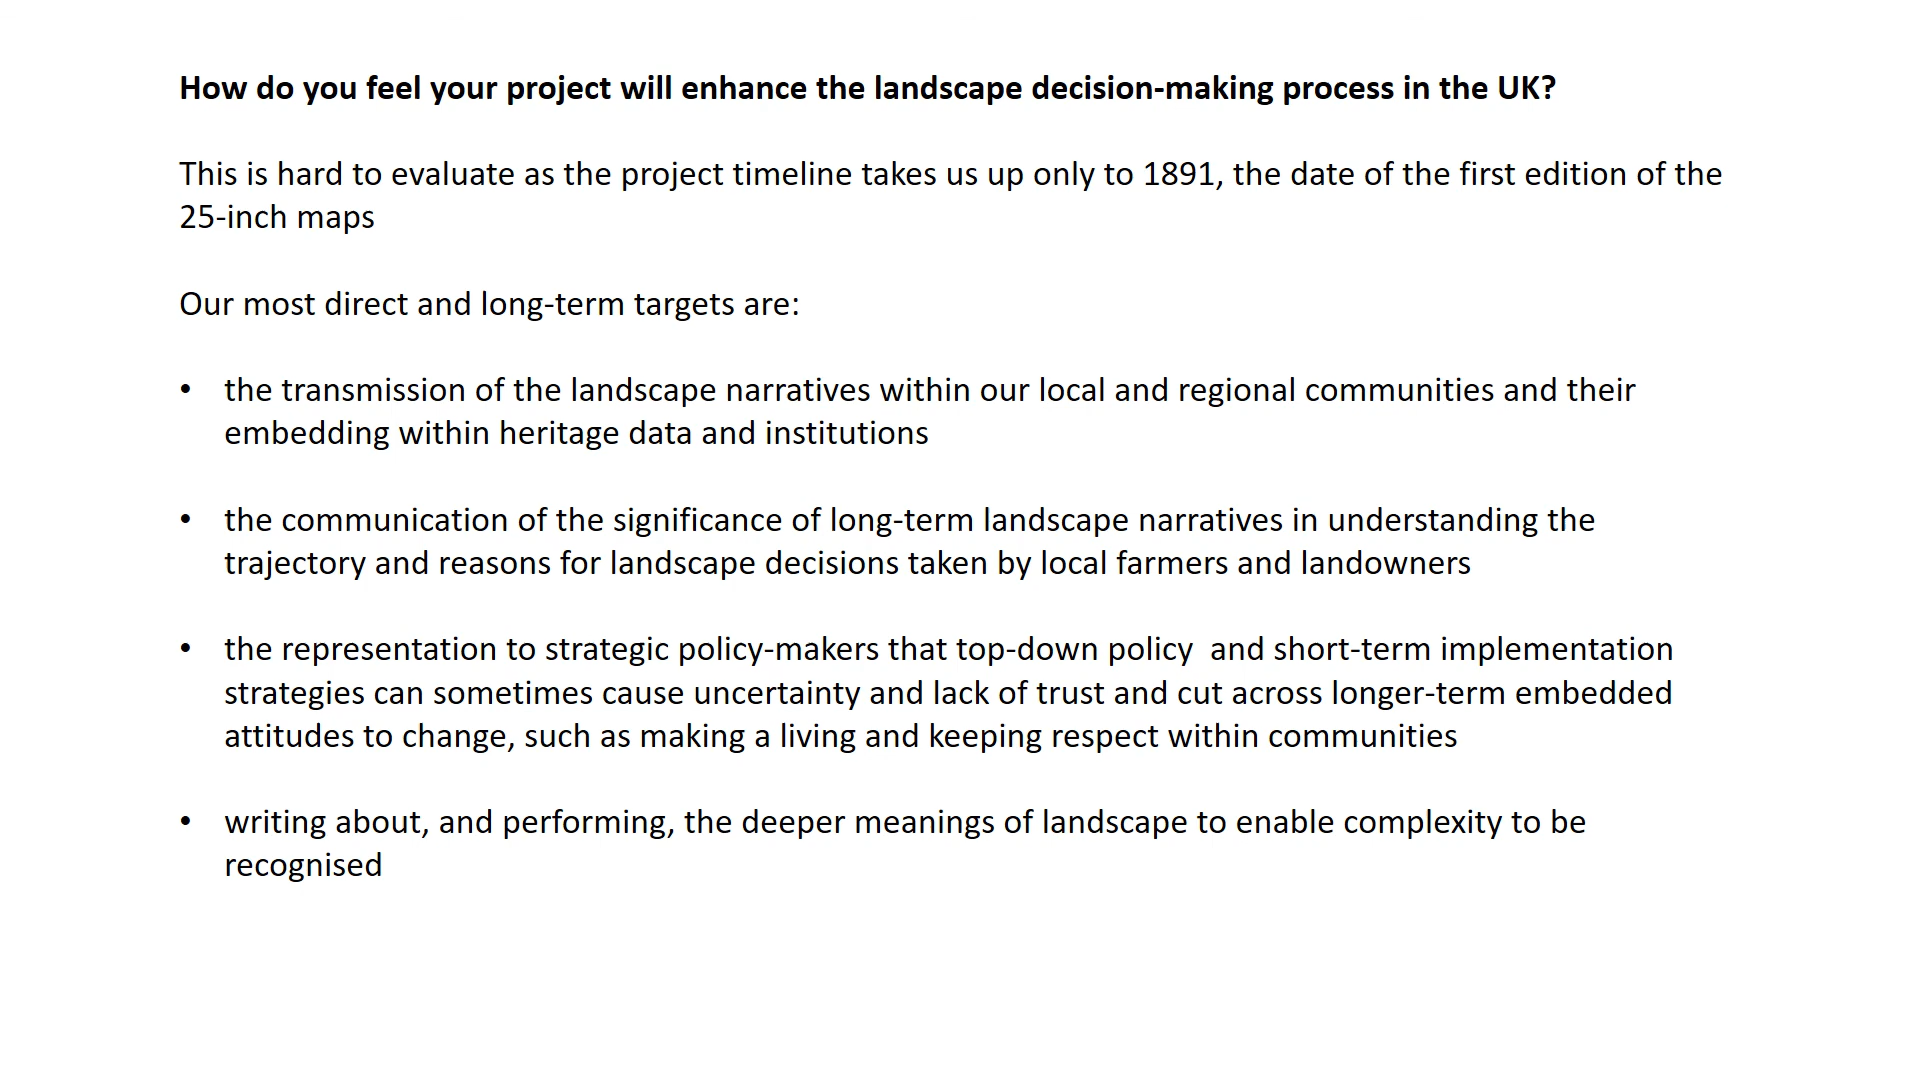 How do you feel your project will enhance the landscape decision-making process in the UK?
This is hard to evaluate as the project timeline takes us up only to 1891, the date of the first edition of the
25-inch maps
Our most direct and long-term targets are:
• the transmission of the landscape narratives within our local and regional communities and their
embedding within heritage data and institutions
• the communication of the significance of long-term landscape narratives in understanding the
trajectory and reasons for landscape decisions taken by local farmers and landowners
• the representation to strategic policy-makers that top-down policy  and short-term implementation
strategies can sometimes cause uncertainty and lack of trust and cut across longer-term embedded
attitudes to change, such as making a living and keeping respect within communities
• writing about, and performing, the deeper meanings of landscape to enable complexity to be
recognised